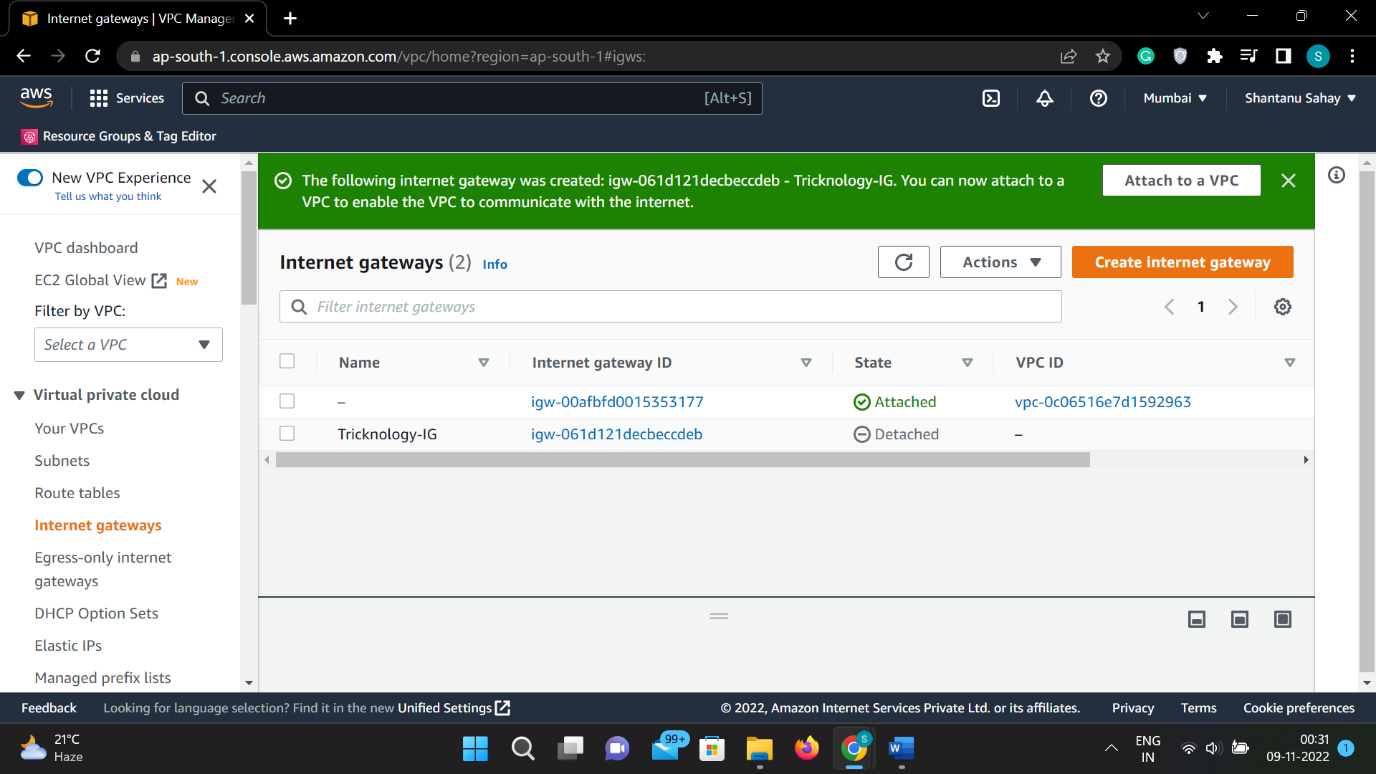 Internet gateways | VPC Manage
ap-south-1.console.aws.amazon.com/vpc/home?region=ap-south-1#igws:
S
aws
Services
Search
[Alt+S]
Mumbai
Shantanu Sahay
Resource Groups & Tag Editor
New VPC Experience
Tell us what you think
The following internet gateway was created: igw-061d121decbeccdeb - Tricknology-IG. You can now attach to a
VPC to enable the VPC to communicate with the internet.
Attach to a VPC
VPC dashboard
EC2 Global View New
Filter by VPC:
Select a VPC
Virtual private cloud
Your VPCs
Subnets
Route tables
Internet gateways
Egress-only internet
gateways
DHCP Option Sets
Elastic IPs
Managed prefix lists
Internet gateways (2) Info
Actions
Create internet gateway
Filter internet gateways
1
Name Internet gateway ID State VPC ID
– igw-00afbfd0015353177 Attached vpc-0c06516e7d1592963
Tricknology-IG igw-061d121decbeccdeb Detached –
Feedback Looking for language selection? Find it in the new Unified Settings
© 2022, Amazon Internet Services Private Ltd. or its affiliates. Privacy Terms Cookie preferences
21°C
Haze
99+
S
W
ENG
IN
00:31
09-11-2022
1